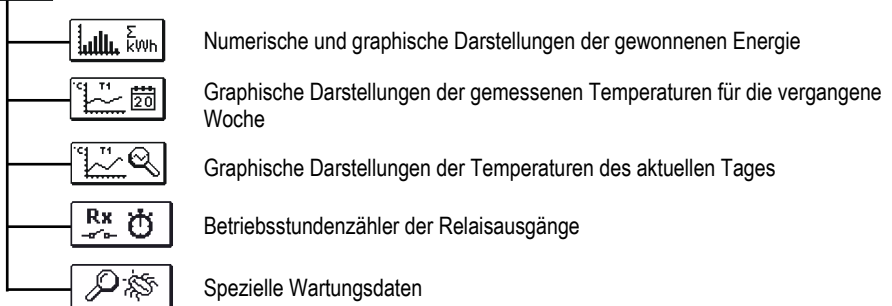 Σ
kWh
Numerische und graphische Darstellungen der gewonnenen Energie
°C T1
20
Graphische Darstellungen der gemessenen Temperaturen für die vergangene
Woche
°C T1
Graphische Darstellungen der Temperaturen des aktuellen Tages
Rx
Betriebsstundenzähler der Relaisausgänge
Spezielle Wartungsdaten